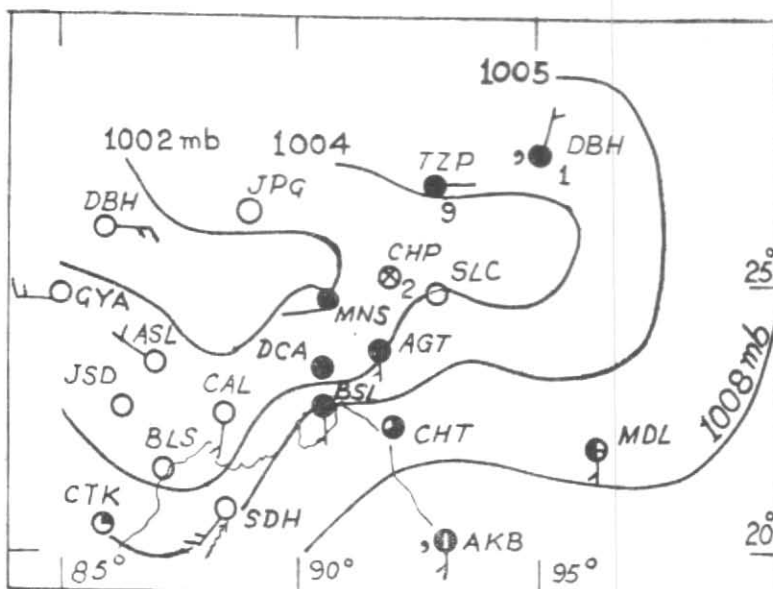 1005
1002 mb
1004
TZP
DBH
JPG
1
DBH
9
CHP
SLC
25°
2
GYA
MNS
ASL
DCA
AGT
JSD
CAL
BSL
1008 mb
BLS
CHT
MDL
CTK
SDH
AKB
20°
85°
90°
95°